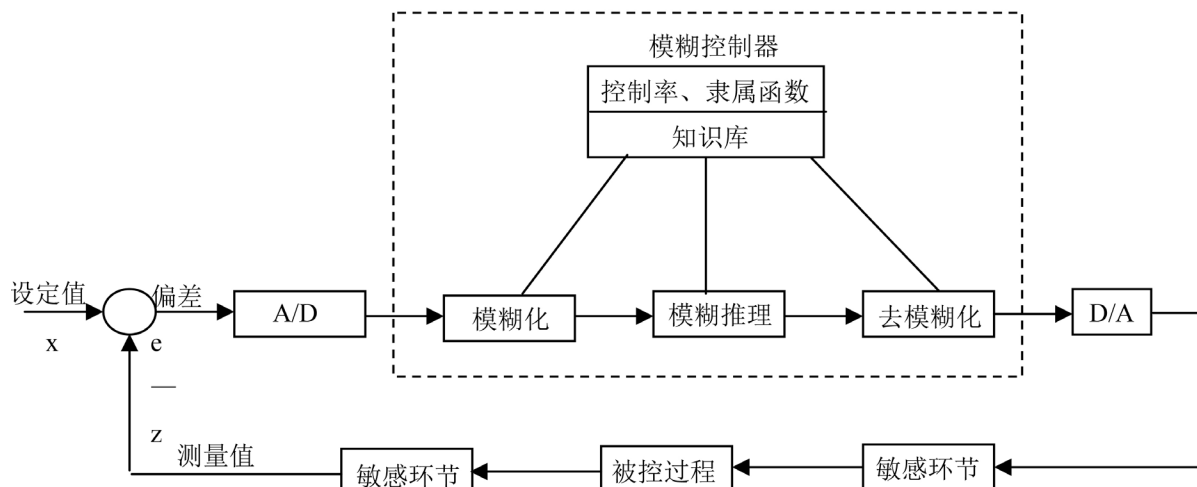 模糊控制器
控制率、隶属函数
知识库
设定值
偏差
A/D
模糊化
模糊推理
去模糊化
D/A
x
e
—
z
测量值
敏感环节
被控过程
敏感环节